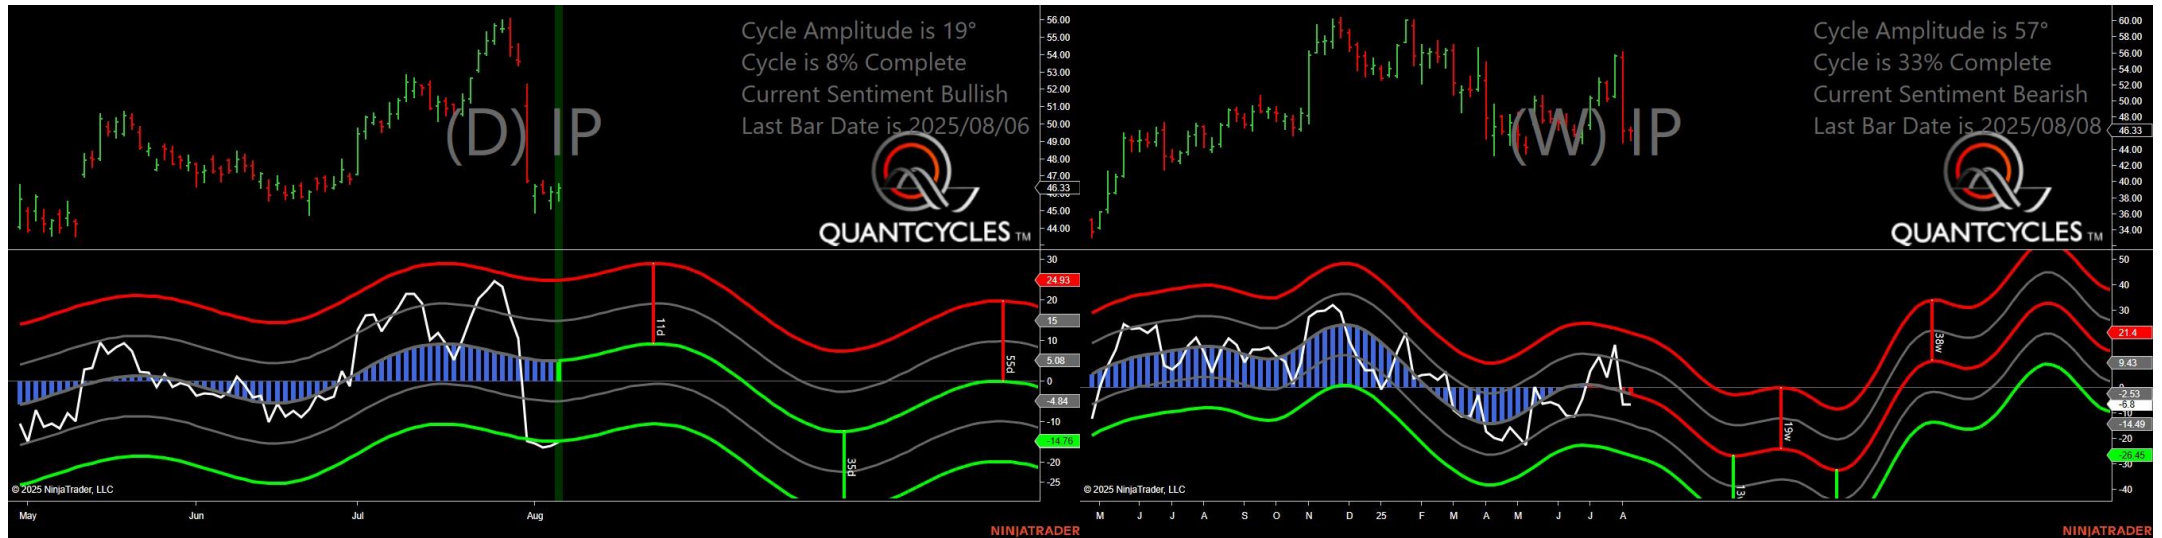 Cycle Amplitude is 19°
Cycle is 8% Complete
Current Sentiment Bullish
Last Bar Date is 2025/08/06
(D) IP
QUANTCYCLES TM
56.00
55.00
54.00
53.00
52.00
51.00
50.00
49.00
48.00
47.00
46.33
45.00
44.00
30
24.93
20
15
10
5.08
0
-4.84
-10
-14.76
-20
-25
11d
35d
55d
© 2025 NinjaTrader, LLC
May Jun Jul Aug
NINJATRADER
Cycle Amplitude is 57°
Cycle is 33% Complete
Current Sentiment Bearish
Last Bar Date is 2025/08/08
(W) IP
QUANTCYCLES TM
60.00
58.00
56.00
54.00
52.00
50.00
48.00
46.33
44.00
42.00
40.00
38.00
36.00
34.00
50
40
30
21.4
9.43
-2.53
-6.8
-10
-14.49
-20
-26.45
-30
-40
13
19w
38w
© 2025 NinjaTrader, LLC
M J J A S O N D 25 F M A M J J A
NINJATRADER